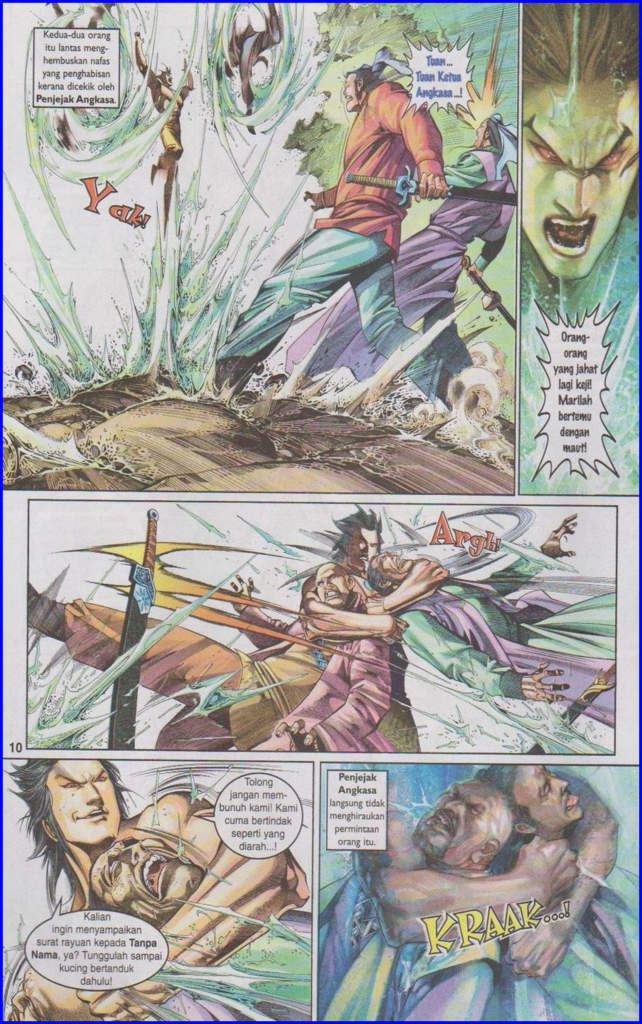 Kedua-dua orang
itu lantas meng-
hembuskan nafas
yang penghabisan
kerana dicekik oleh
Penjejak Angkasa.
Tuan...
Tuan Ketua
Angkasa...!
Yak!
Orang-
orang
yang jahat
lagi keji!
Marilah
bertemu
dengan
maut!
Argh!
10
Tolong
jangan mem-
bunuh kami! Kami
cuma bertindak
seperti yang
diarah...!
Kalian
ingin menyampaikan
surat rayuan kepada Tanpa
Nama, ya? Tunggulah sampai
kucing bertanduk
dahulu!
Penjejak
Angkasa
langsung tidak
menghiraukan
permintaan
orang itu.
KRAAK...!